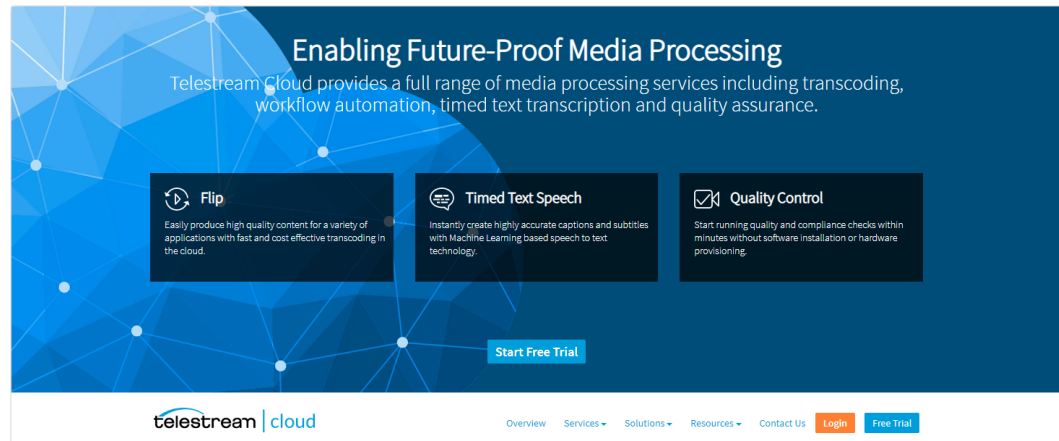 Enabling Future-Proof Media Processing
Telestream Cloud provides a full range of media processing services including transcoding,
workflow automation, timed text transcription and quality assurance.
Flip
Easily produce high quality content for a variety of
applications with fast and cost effective transcoding in
the cloud.
Timed Text Speech
Instantly create highly accurate captions and subtitles
with Machine Learning based speech to text
technology.
Quality Control
Start running quality and compliance checks within
minutes without software installation or hardware
provisioning.
Start Free Trial
telestream | cloud
Overview Services Solutions Resources Contact Us Login Free Trial